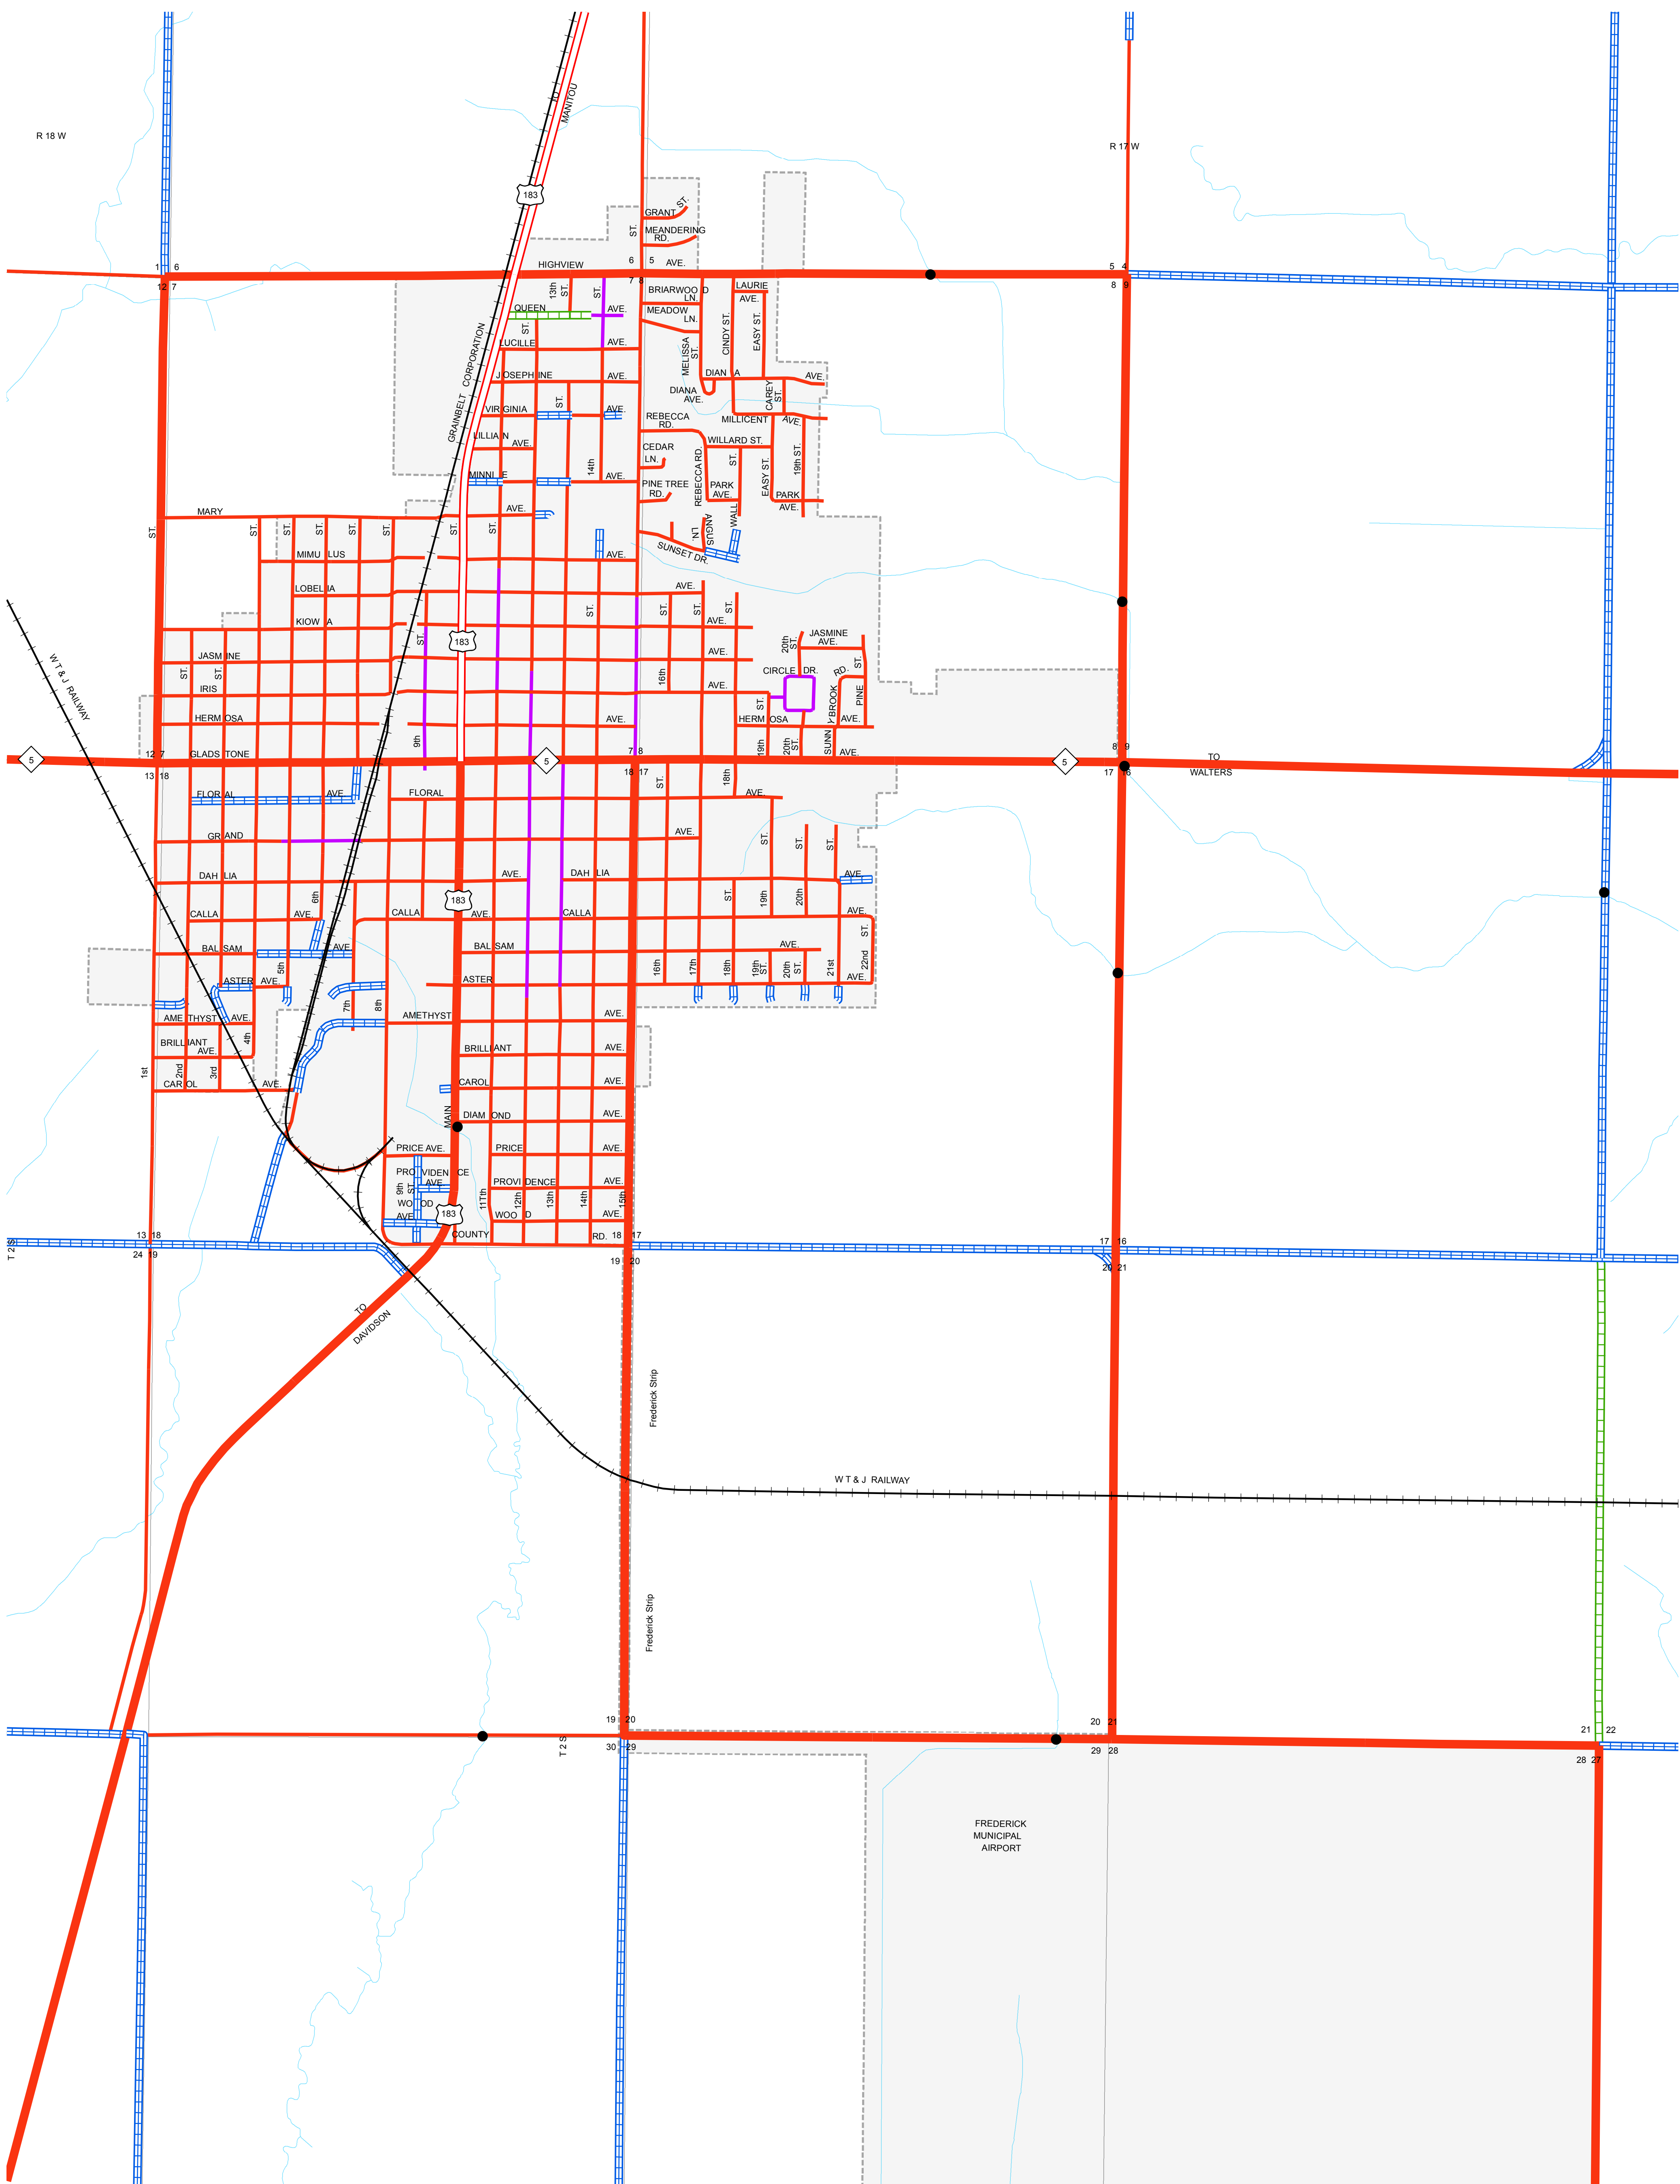 TO
MANITOU
R 18 W
R 17 W
183
GRANT ST.
MEANDERING
RD.
ST.
1 6
6 5
5 4
HIGHVIEW AVE.
12 7
7 8
8 9
13th
ST.
ST.
BRIARWOOD
LN.
LAURIE
AVE.
QUEEN AVE.
MEADOW
LN.
ST.
CINDY ST.
EASY ST.
GRAINBELT CORPORATION
LUCILLE AVE.
MELISSA
ST.
JOSEPHINE AVE.
DIANA AVE.
DIANA
AVE.
CAREY
ST.
ST.
VIRGINIA AVE.
REBECCA
RD.
MILLICENT AVE.
LILLIAN
AVE.
WILLARD ST.
CEDAR
LN.
14th
REBECCA RD.
ST.
EASY ST.
19th ST.
MINNIE AVE.
PINE TREE
RD.
PARK
AVE.
PARK
AVE.
MARY AVE.
ANGUS
LN.
WALL
ST.
ST.
ST.
ST.
ST.
ST.
ST.
ST.
SUNSET DR.
MIMULUS AVE.
LOBELIA AVE.
ST.
ST.
ST.
ST.
KIOWA AVE.
ST.
183
W T & J RAILWAY
20th
ST.
JASMINE
AVE.
JASMINE AVE.
ST.
ST.
16th
CIRCLE DR.
RD.
ST.
IRIS AVE.
ST.
SUNNYBROOK
PINE
HERMOSA AVE.
HERMOSA AVE.
9th
19th
20th
ST.
12 7
GLADSTONE AVE.
7 8
8 9
5
5
5
TO
WALTERS
13 18
18 17
17 16
ST.
18th
FLORAL AVE.
FLORAL AVE.
GRAND AVE.
ST.
ST.
ST.
DAHLIA AVE.
DAHLIA AVE.
6th
183
ST.
19th
20th
CALLA AVE.
CALLA AVE.
CALLA AVE.
ST.
BALSAM AVE.
BALSAM AVE.
5th
16th
17th
18th
19th
ST.
20th
ST.
21st
22nd
ASTER AVE.
ASTER AVE.
7th
8th
AMETHYST AVE.
AMETHYST AVE.
4th
BRILLIANT
AVE.
BRILLIANT AVE.
1st
2nd
3rd
CAROL AVE.
CAROL AVE.
MAIN
DIAMOND AVE.
PRICE AVE.
PRICE AVE.
PROVIDENCE
AVE.
9th
ST.
PROVIDENCE AVE.
11Tth
12th
13th
14th
15th
WOOD
AVE.
183
WOOD AVE.
COUNTY RD.
13 18
18 17
17 16
T 2 S
24 19
19 20
20 21
TO
DAVIDSON
Frederick Strip
W T & J RAILWAY
Frederick Strip
19 20
20 21
21 22
T 2 S
30 29
29 28
28 27
FREDERICK
MUNICIPAL
AIRPORT